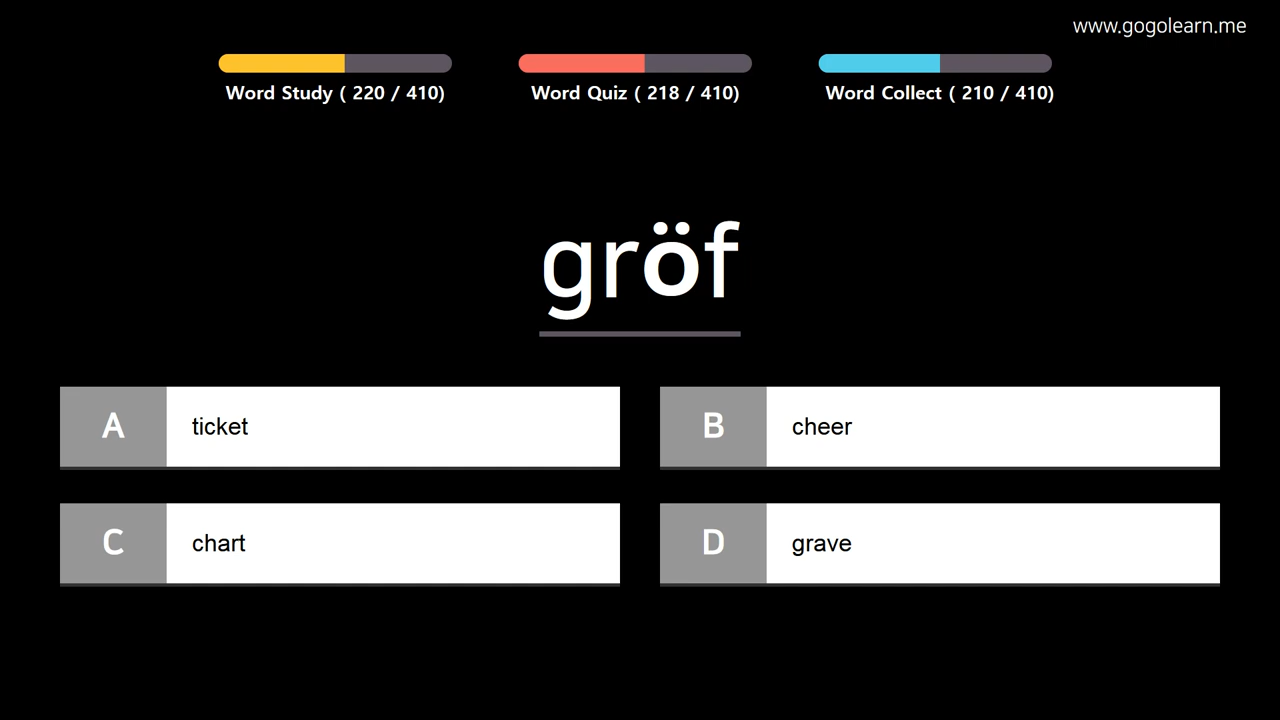 www.gogolearn.me
Word Study ( 220 / 410)
Word Quiz ( 218 / 410)
Word Collect ( 210 / 410)
gröf
A ticket
B cheer
C chart
D grave